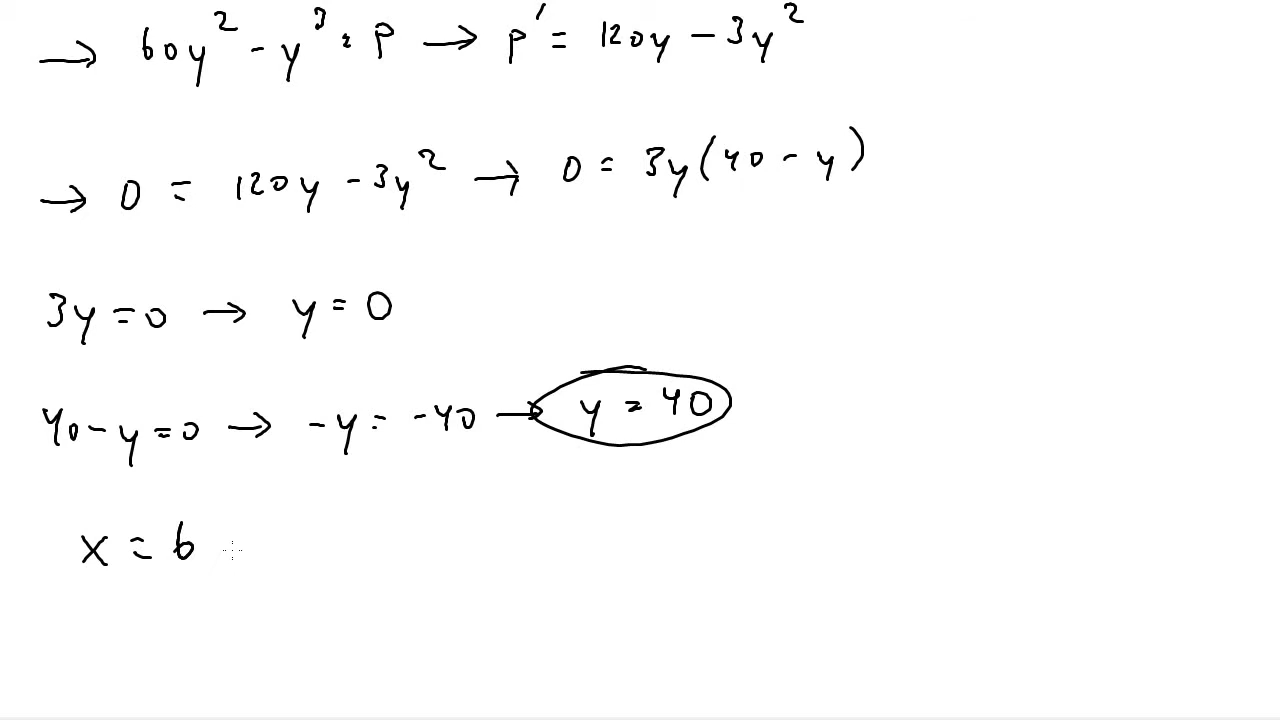 → 60y² - y³ = P → P' = 120y - 3y²
→ 0 = 120y - 3y² → 0 = 3y(40 - y)
3y = 0 → y = 0
40 - y = 0 → -y = -40 → y = 40
x = 6